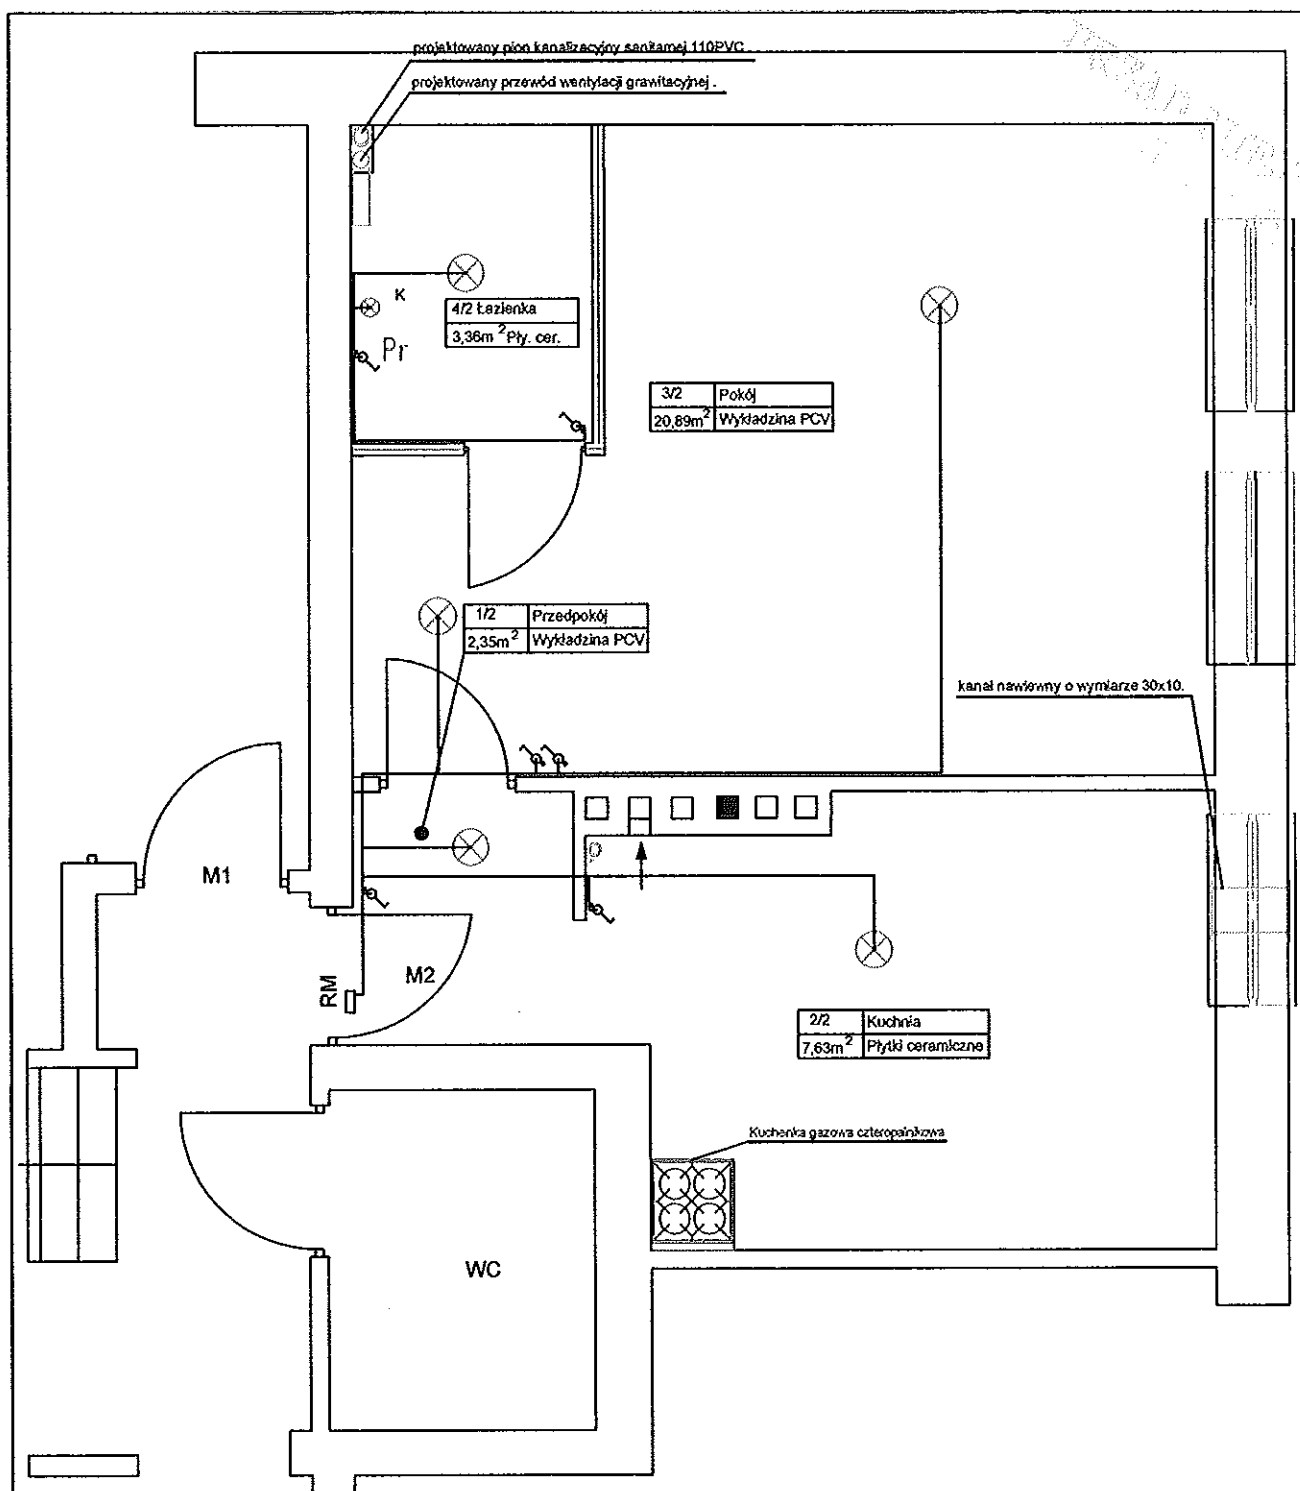 projektowany pion kanalizacyjny sanitarnej 110PVC
projektowany przewód wentylacji grawitacyjnej .
K
4/2 Łazienka
3,36m² Pły. cer.
Pr
3/2 Pokój
20,89m² Wykładzina PCV
1/2 Przedpokój
2,35m² Wykładzina PCV
kanał nawiewny o wymiarze 30x10.
p
M1
M2
RM
2/2 Kuchnia
7,63m² Płytki ceramiczne
Kuchenka gazowa czteropalnikowa
WC